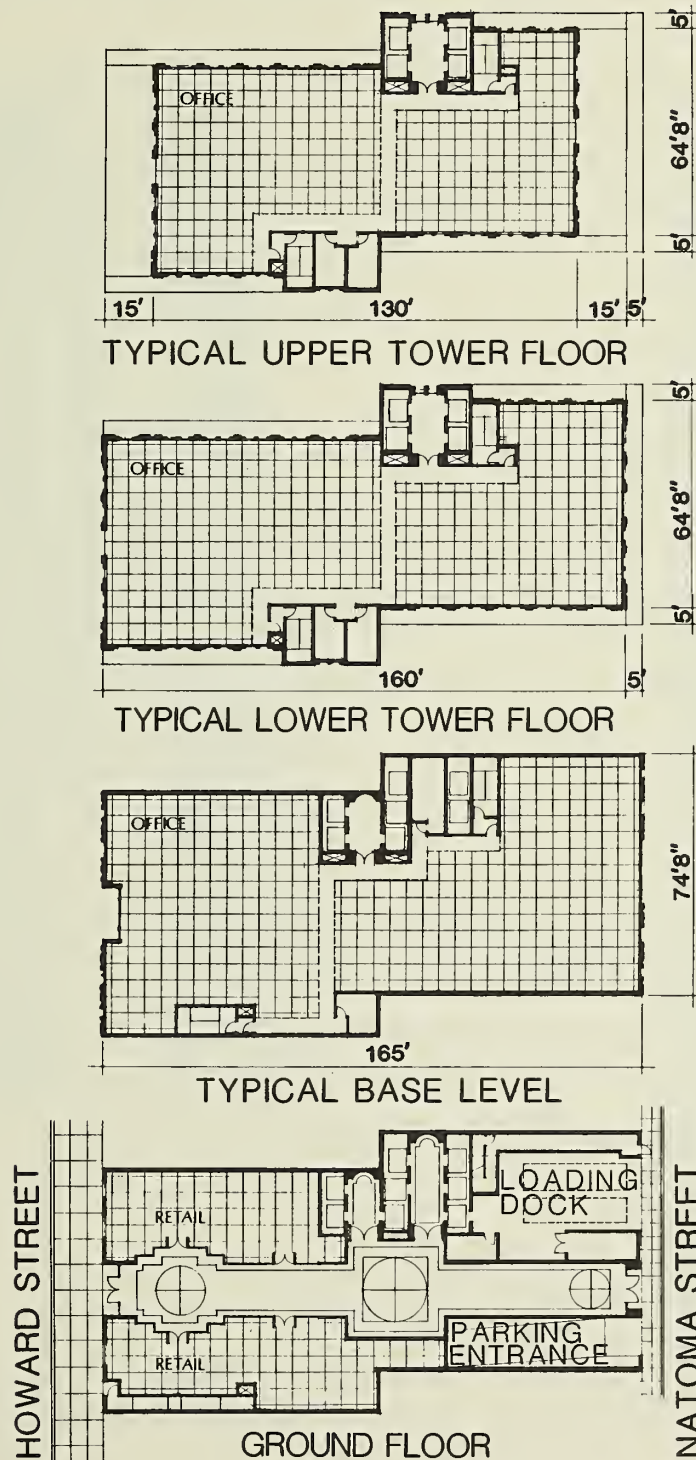 5'
OFFICE
64'8"
5'
15'
130'
15'
5'
TYPICAL UPPER TOWER FLOOR
5'
OFFICE
64'8"
5'
160'
5'
TYPICAL LOWER TOWER FLOOR
OFFICE
74'8"
165'
TYPICAL BASE LEVEL
HOWARD STREET
RETAIL
LOADING
DOCK
RETAIL
PARKING
ENTRANCE
NATOMA STREET
GROUND FLOOR